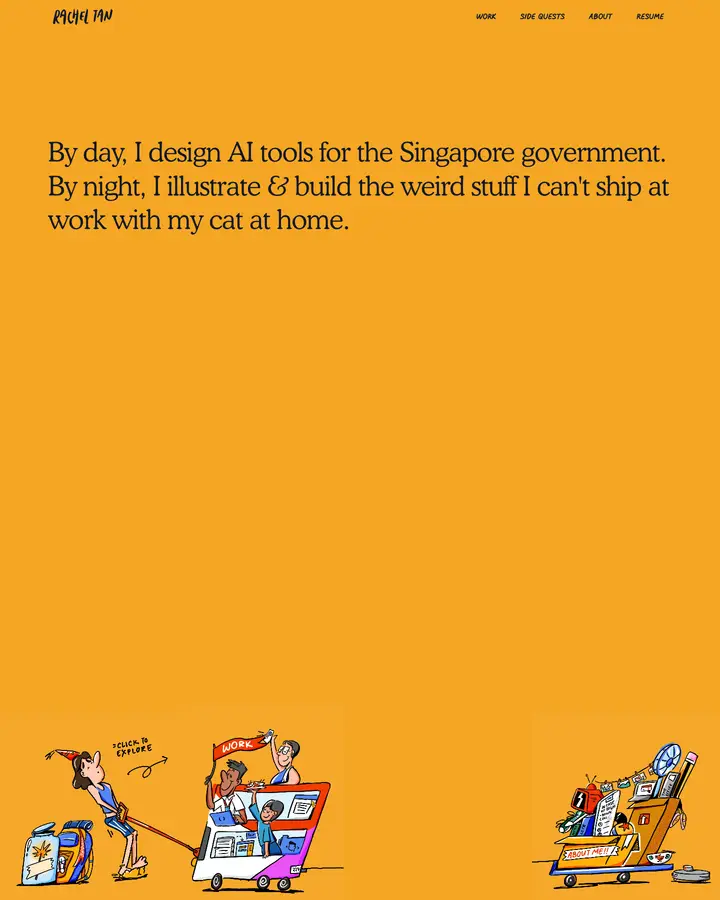 RACHEL TAN
WORK
SIDE QUESTS
ABOUT
RESUME
By day, I design AI tools for the Singapore government.
By night, I illustrate & build the weird stuff I can't ship at
work with my cat at home.
CLICK TO
EXPLORE
WORK
ABOUT ME!!